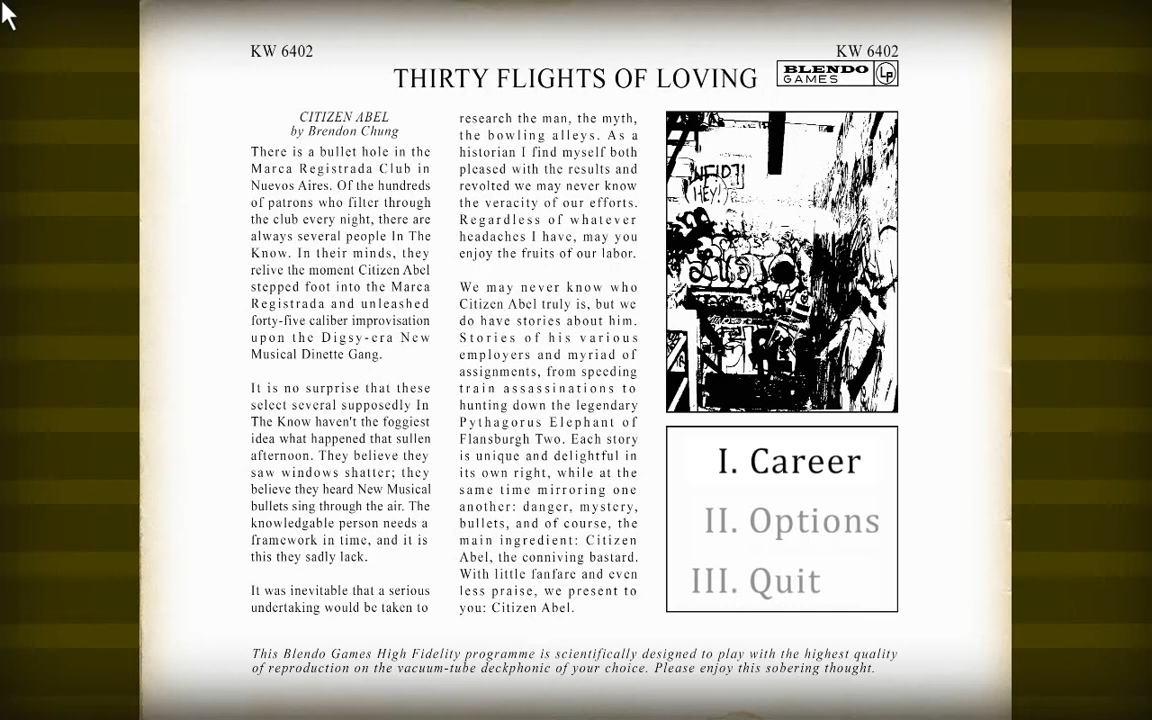 KW 6402
KW 6402
THIRTY FLIGHTS OF LOVING
BLENDO
GAMES
LP
CITIZEN ABEL
by Brendon Chung
There is a bullet hole in the
Marca Registrada Club in
Nuevos Aires. Of the hundreds
of patrons who filter through
the club every night, there are
always several people In The
Know. In their minds, they
relive the moment Citizen Abel
stepped foot into the Marca
Registrada and unleashed
forty-five caliber improvisation
upon the Digsy-era New
Musical Dinette Gang.
It is no surprise that these
select several supposedly In
The Know haven't the foggiest
idea what happened that sullen
afternoon. They believe they
saw windows shatter; they
believe they heard New Musical
bullets sing through the air. The
knowledgable person needs a
framework in time, and it is
this they sadly lack.
It was inevitable that a serious
undertaking would be taken to
research the man, the myth,
the bowling alleys. As a
historian I find myself both
pleased with the results and
revolted we may never know
the veracity of our efforts.
Regardless of whatever
headaches I have, may you
enjoy the fruits of our labor.
We may never know who
Citizen Abel truly is, but we
do have stories about him.
Stories of his various
employers and myriad of
assignments, from speeding
train assassinations to
hunting down the legendary
Pythagorus Elephant of
Flansburgh Two. Each story
is unique and delightful in
its own right, while at the
same time mirroring one
another: danger, mystery,
bullets, and of course, the
main ingredient: Citizen
Abel, the conniving bastard.
With little fanfare and even
less praise, we present to
you: Citizen Abel.
HEY!
I. Career
II. Options
III. Quit
This Blendo Games High Fidelity programme is scientifically designed to play with the highest quality
of reproduction on the vacuum-tube deckphonic of your choice. Please enjoy this sobering thought.